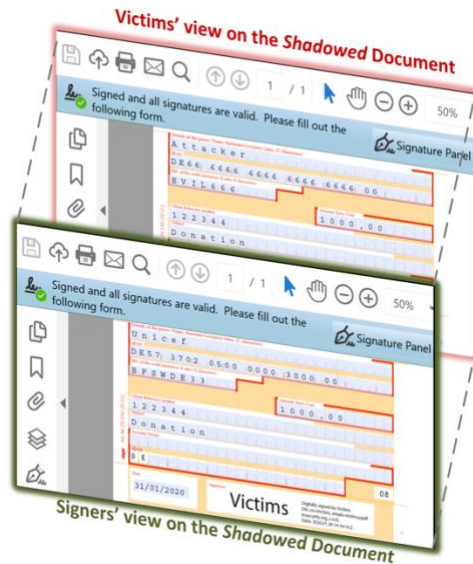 Victims' view on the Shadowed Document
1 / 1
50%
Signed and all signatures are valid. Please fill out the
following form.
Signature Panel
Attacker
DE66 6666 6666 6666 6666 00
EVIL666
1000,00
122344
Donation
1 / 1
50%
Signed and all signatures are valid. Please fill out the
following form.
Signature Panel
Unicef
DE57 3702 0500 0000 3000 00
BFSWDE33
1000,00
122344
Donation
DE
08
31/01/2020
Victims
Signers' view on the Shadowed Document